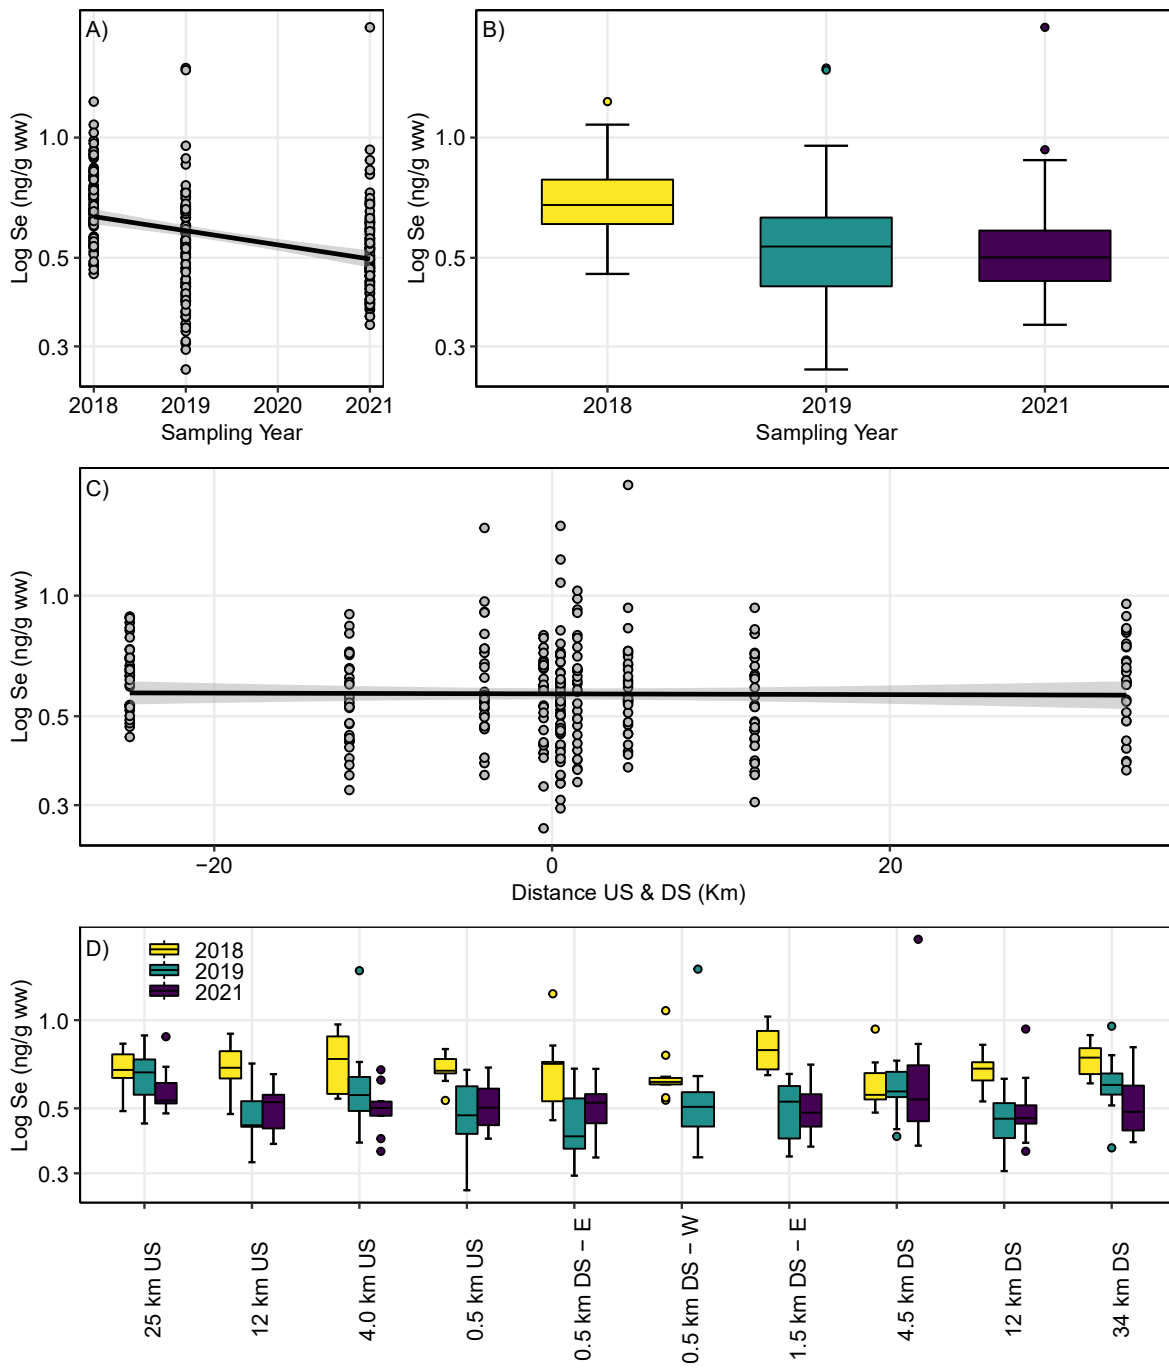 A)
Log Se (ng/g ww)
1.0
0.5
0.3
2018 2019 2020 2021
Sampling Year
B)
Log Se (ng/g ww)
1.0
0.5
0.3
2018 2019 2021
Sampling Year
C)
Log Se (ng/g ww)
1.0
0.5
0.3
−20 0 20
Distance US & DS (Km)
D)
2018
2019
2021
Log Se (ng/g ww)
1.0
0.5
0.3
25 km US
12 km US
4.0 km US
0.5 km US
0.5 km DS − E
0.5 km DS − W
1.5 km DS − E
4.5 km DS
12 km DS
34 km DS